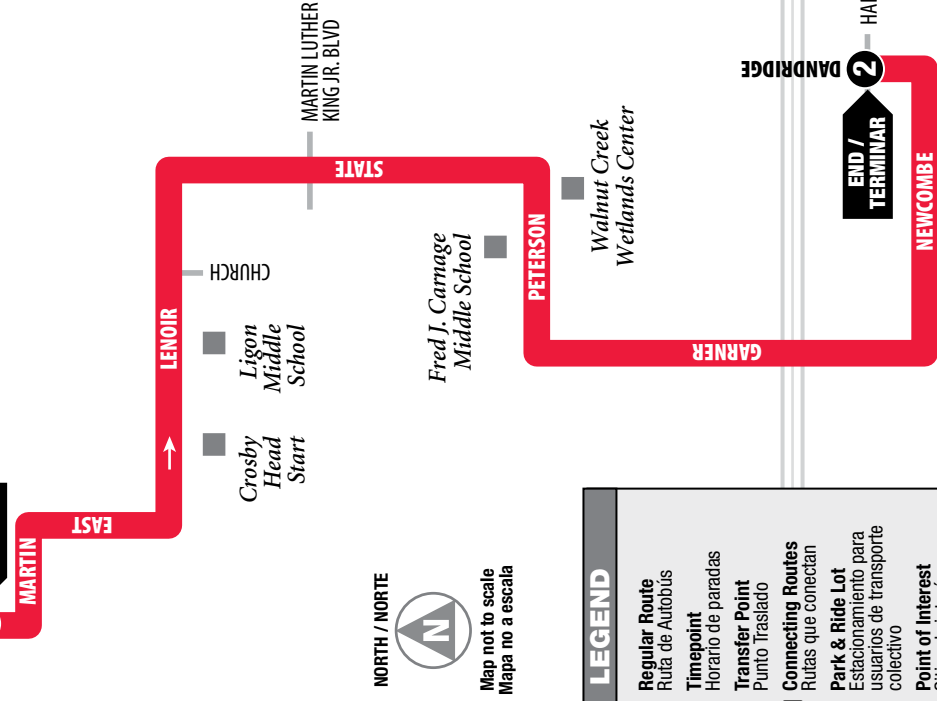 MARTIN
EAST
LENOIR
CHURCH
Crosby
Head
Start
Ligon
Middle
School
MARTIN LUTHER
KING JR. BLVD
STATE
Fred J. Carnage
Middle School
PETERSON
Walnut Creek
Wetlands Center
GARNER
NEWCOMBE
DANDRIDGE
2
END /
TERMINAR
NORTH / NORTE
N
Map not to scale
Mapa no a escala
LEGEND
Regular Route
Ruta de Autobús
Timepoint
Horario de paradas
Transfer Point
Punto Traslado
Connecting Routes
Rutas que conectan
Park & Ride Lot
Estacionamiento para
usuarios de transporte
colectivo
Point of Interest